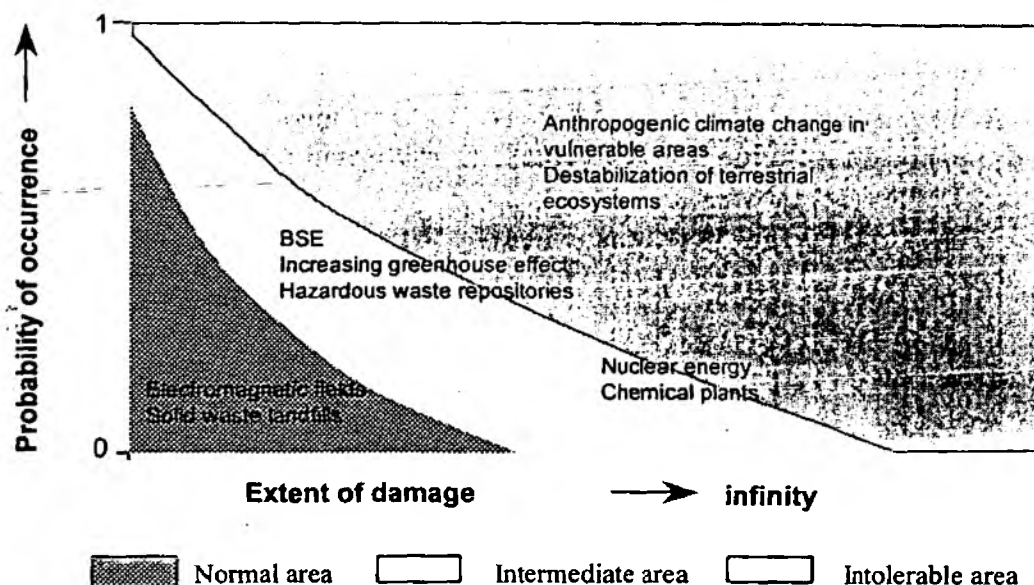 1
Probability of occurrence
Anthropogenic climate change in
vulnerable areas
Destabilization of terrestrial
ecosystems
BSE
Increasing greenhouse effect
Hazardous waste repositories
Nuclear energy
Chemical plants
Electromagnetic fields
Solid waste landfills
0
Extent of damage
infinity
Normal area
Intermediate area
Intolerable area